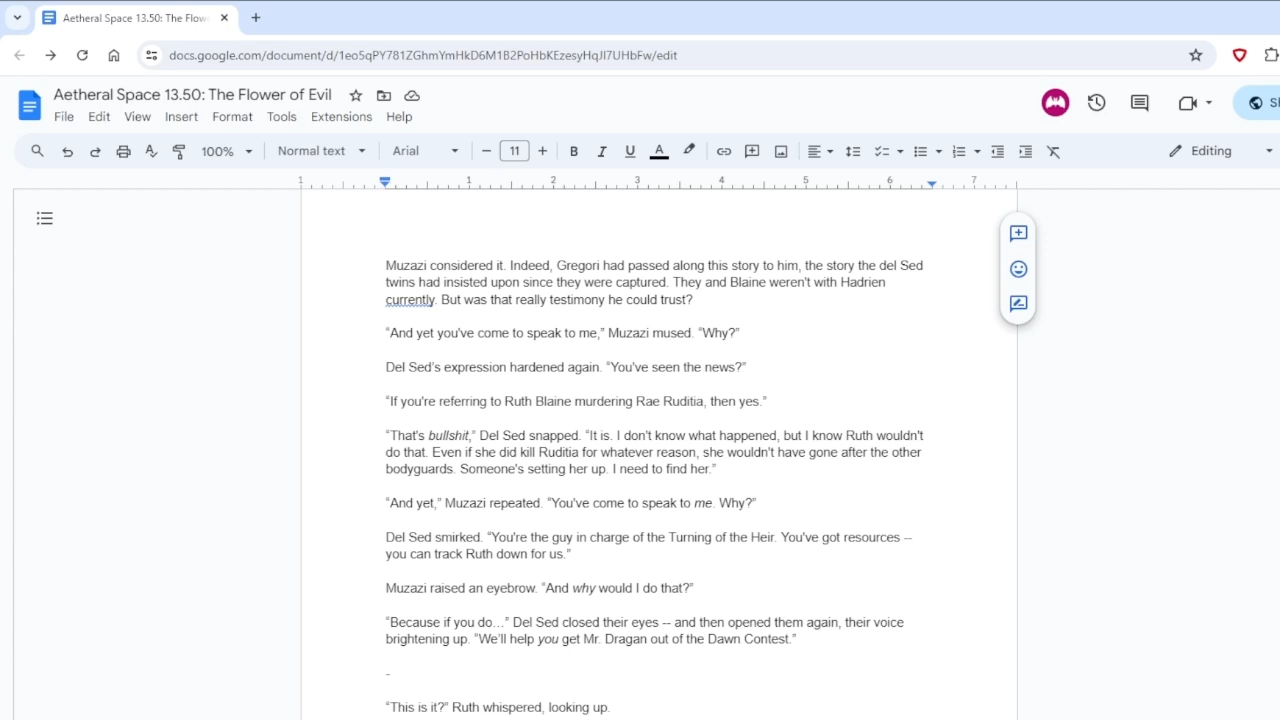 Aetheral Space 13.50: The Flow
docs.google.com/document/d/1eo5qPY781ZGhmYmHkD6M1B2PoHbKEzesyHqJI7UHbFw/edit
Aetheral Space 13.50: The Flower of Evil
File Edit View Insert Format Tools Extensions Help
Sh
100% Normal text Arial 11 B I U A Editing
1 1 2 3 4 5 6 7
Muzazi considered it. Indeed, Gregori had passed along this story to him, the story the del Sed
twins had insisted upon since they were captured. They and Blaine weren't with Hadrien
currently. But was that really testimony he could trust?
“And yet you've come to speak to me,” Muzazi mused. “Why?”
Del Sed’s expression hardened again. “You've seen the news?”
“If you're referring to Ruth Blaine murdering Rae Ruditia, then yes.”
“That's bullshit,” Del Sed snapped. “It is. I don't know what happened, but I know Ruth wouldn't
do that. Even if she did kill Ruditia for whatever reason, she wouldn't have gone after the other
bodyguards. Someone's setting her up. I need to find her.”
“And yet,” Muzazi repeated. “You've come to speak to me. Why?”
Del Sed smirked. “You're the guy in charge of the Turning of the Heir. You've got resources --
you can track Ruth down for us.”
Muzazi raised an eyebrow. “And why would I do that?”
“Because if you do…” Del Sed closed their eyes -- and then opened them again, their voice
brightening up. “We’ll help you get Mr. Dragan out of the Dawn Contest.”
-
“This is it?” Ruth whispered, looking up.